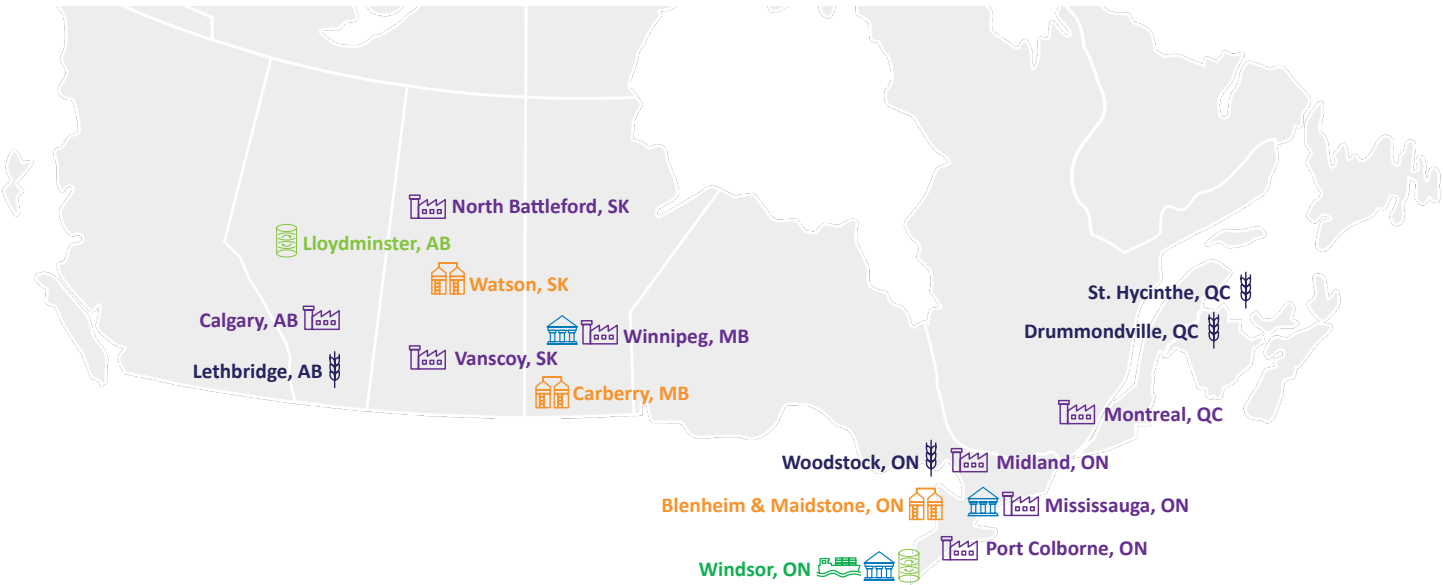 North Battleford, SK
Lloydminster, AB
Watson, SK
St. Hycinthe, QC
Calgary, AB
Drummondville, QC
Winnipeg, MB
Vanscoy, SK
Lethbridge, AB
Carberry, MB
Montreal, QC
Woodstock, ON
Midland, ON
Blenheim & Maidstone, ON
Mississauga, ON
Port Colborne, ON
Windsor, ON